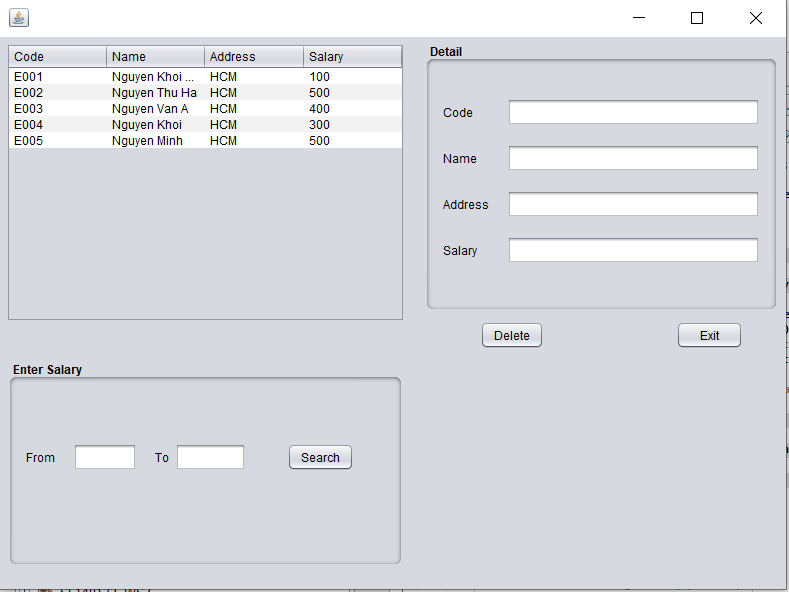 Code Name Address Salary
E001 Nguyen Khoi ... HCM 100
E002 Nguyen Thu Ha HCM 500
E003 Nguyen Van A HCM 400
E004 Nguyen Khoi HCM 300
E005 Nguyen Minh HCM 500
Detail
Code
Name
Address
Salary
Delete Exit
Enter Salary
From To Search